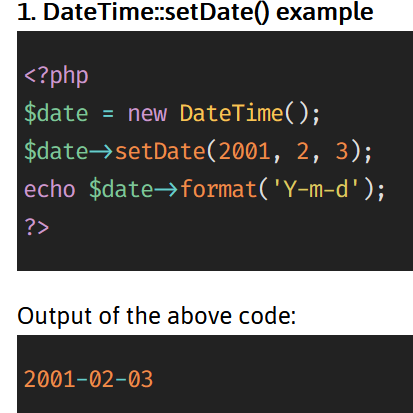 1. DateTime::setDate() example
<?php
$date = new DateTime();
$date→setDate(2001, 2, 3);
echo $date→format('Y-m-d');
?>
Output of the above code:
2001-02-03